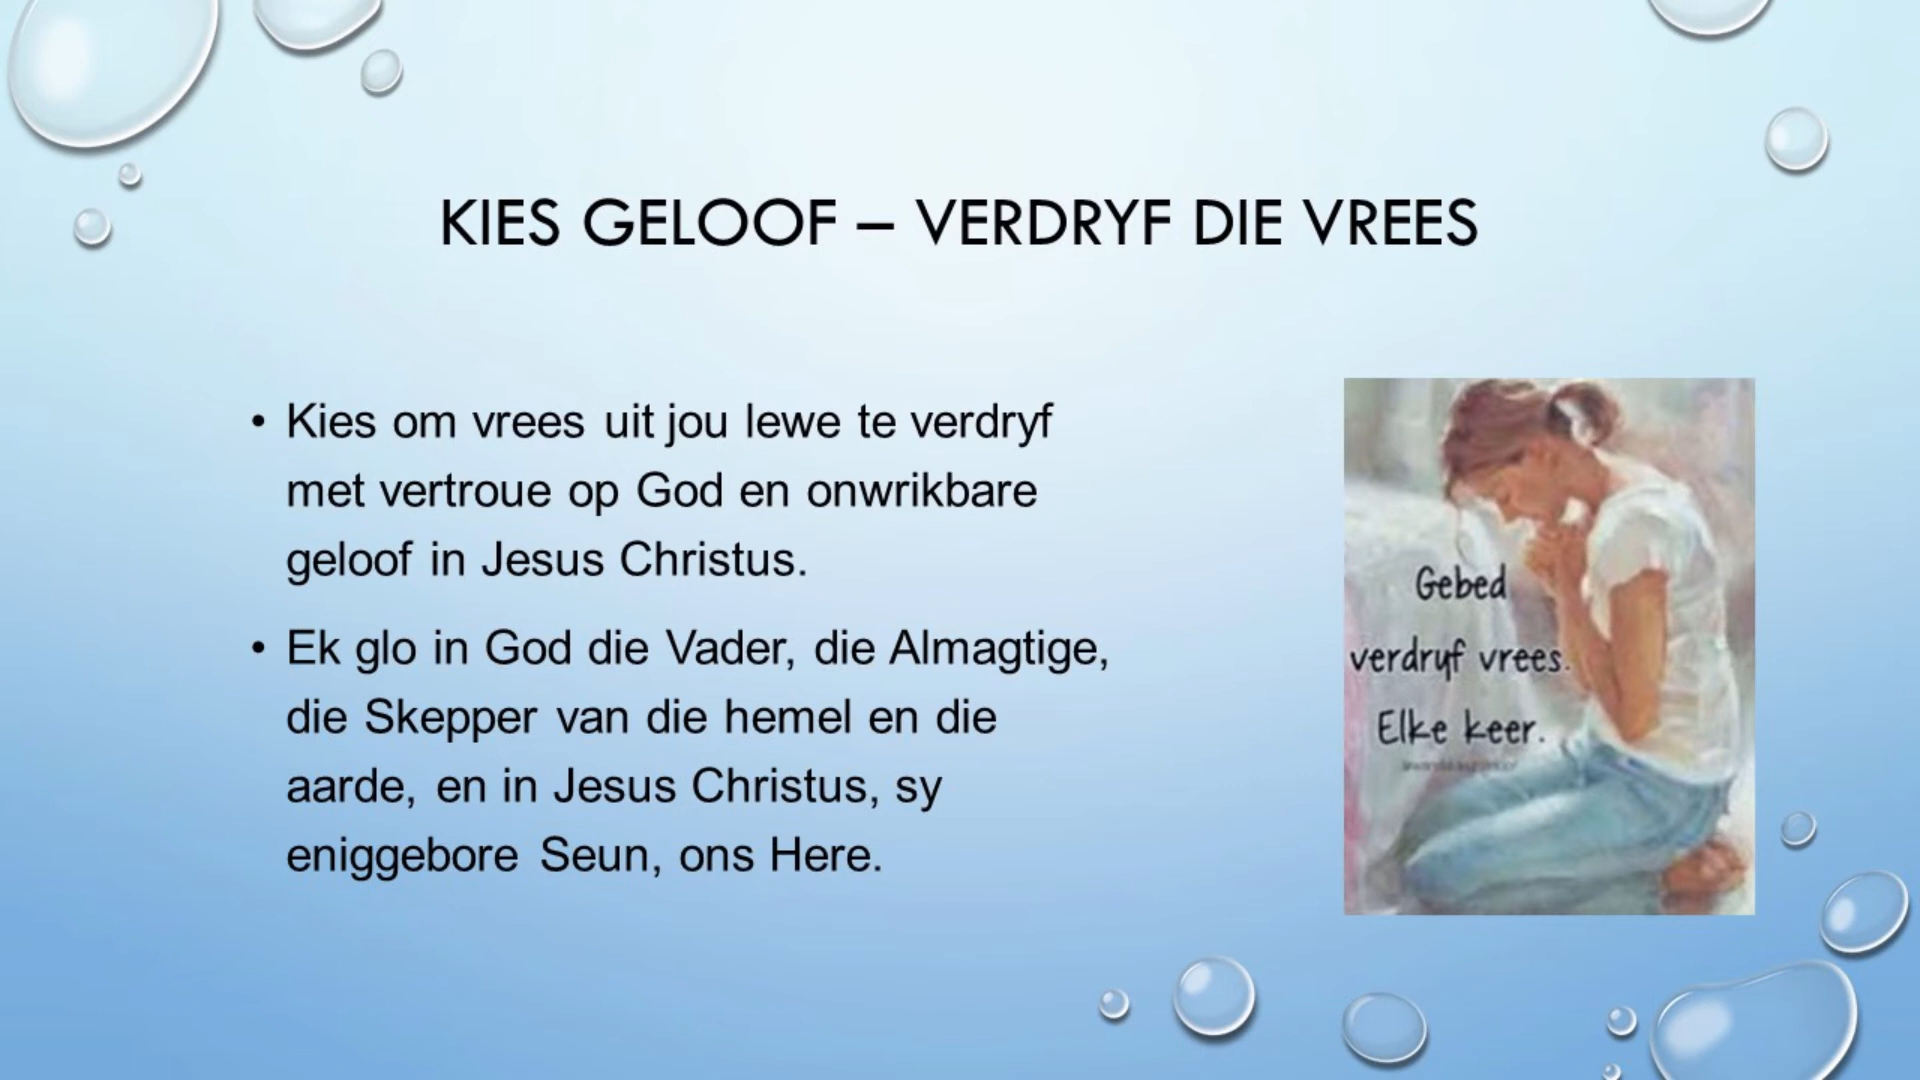 KIES GELOOF – VERDRYF DIE VREES
• Kies om vrees uit jou lewe te verdryf
met vertroue op God en onwrikbare
geloof in Jesus Christus.
• Ek glo in God die Vader, die Almagtige,
die Skepper van die hemel en die
aarde, en in Jesus Christus, sy
eniggebore Seun, ons Here.
Gebed
verdryf vrees.
Elke keer.